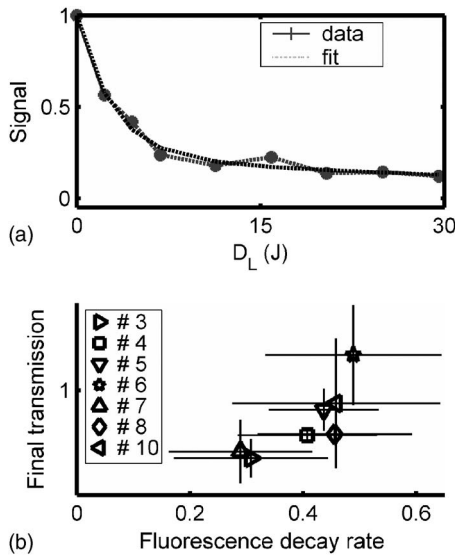 1
0.5
0
Signal
data
fit
0
15
30
(a)
D_L (J)
Final transmission
1
# 3
# 4
# 5
# 6
# 7
# 8
# 10
0
0.2
0.4
0.6
(b)
Fluorescence decay rate